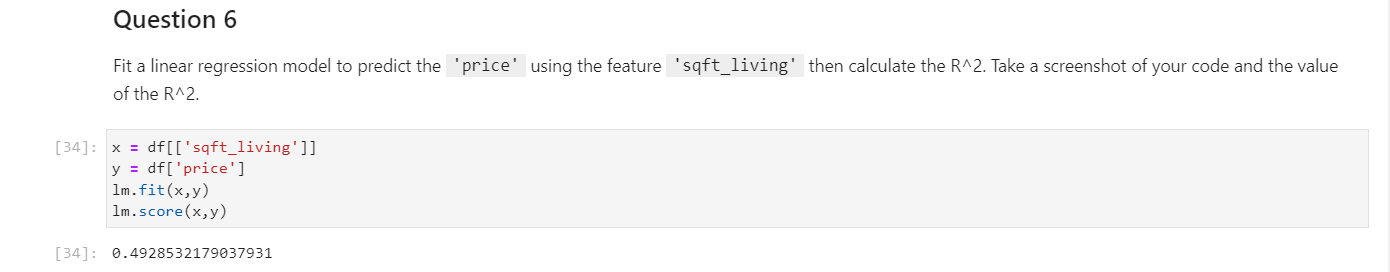 Question 6
Fit a linear regression model to predict the 'price' using the feature 'sqft_living' then calculate the R^2. Take a screenshot of your code and the value
of the R^2.
[34]: x = df[['sqft_living']]
y = df['price']
lm.fit(x,y)
lm.score(x,y)
[34]: 0.4928532179037931